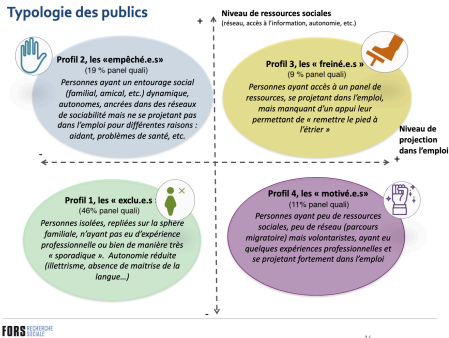 Typologie des publics
Niveau de ressources sociales
(réseau, accès à l'information, autonomie, etc.)
+
Profil 2, les «empêché.e.s»
(19 % panel quali)
Personnes ayant un entourage social
(familial, amical, etc.) dynamique,
autonomes, ancrées dans des réseaux
de sociabilité mais ne se projetant pas
dans l'emploi pour différentes raisons :
aidant, problèmes de santé, etc.
Profil 3, les « freiné.e.s »
(9 % panel quali)
Personnes ayant accès à un panel de
ressources, se projetant dans l'emploi,
mais manquant d'un appui leur
permettant de « remettre le pied à
l'étrier »
Niveau de
projection
dans l'emploi
-
+
Profil 1, les « exclu.e.s
(46% panel quali)
Personnes isolées, repliées sur la sphère
familiale, n'ayant pas eu d'expérience
professionnelle ou bien de manière très
« sporadique ». Autonomie réduite
(illettrisme, absence de maitrise de la
langue...)
Profil 4, les « motivé.e.s»
(11% panel quali)
Personnes ayant peu de ressources
sociales, peu de réseau (parcours
migratoire) mais volontaristes, ayant eu
quelques expériences professionnelles et
se projetant fortement dans l'emploi
-
FORS RECHERCHE
SOCIALE